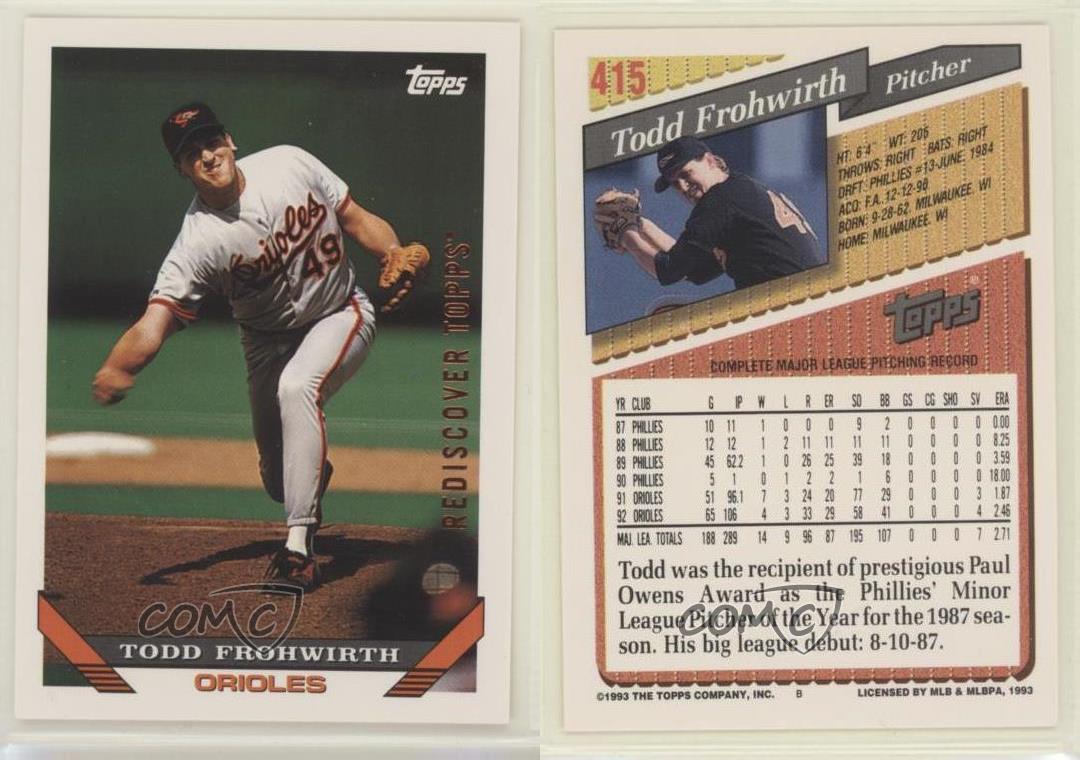 Topps
Orioles
49
REDISCOVER TOPPS
COMC
TODD FROHWIRTH
ORIOLES
415
Todd Frohwirth
Pitcher
HT: 6'4" WT: 205
THROWS: RIGHT BATS: RIGHT
DRFT: PHILLIES #13-JUNE, 1984
ACQ: F.A. 12-12-90
BORN: 9-28-62, MILWAUKEE, WI
HOME: MILWAUKEE, WI
4
Topps®
COMPLETE MAJOR LEAGUE PITCHING RECORD
YR CLUB G IP W L R ER SO BB GS CG SHO SV ERA
87 PHILLIES 10 11 1 0 0 0 9 2 0 0 0 0 0.00
88 PHILLIES 12 12 1 2 11 11 11 11 0 0 0 0 8.25
89 PHILLIES 45 62.2 1 0 26 25 39 18 0 0 0 0 3.59
90 PHILLIES 5 1 0 1 2 2 1 6 0 0 0 0 18.00
91 ORIOLES 51 96.1 7 3 24 20 77 29 0 0 0 3 1.87
92 ORIOLES 65 106 4 3 33 29 58 41 0 0 0 4 2.46
MAJ. LEA. TOTALS 188 289 14 9 96 87 195 107 0 0 0 7 2.71
Todd was the recipient of prestigious Paul
Owens Award as the Phillies' Minor
League Pitcher of the Year for the 1987 sea-
son. His big league debut: 8-10-87.
COMC
©1993 THE TOPPS COMPANY, INC. B LICENSED BY MLB & MLBPA, 1993